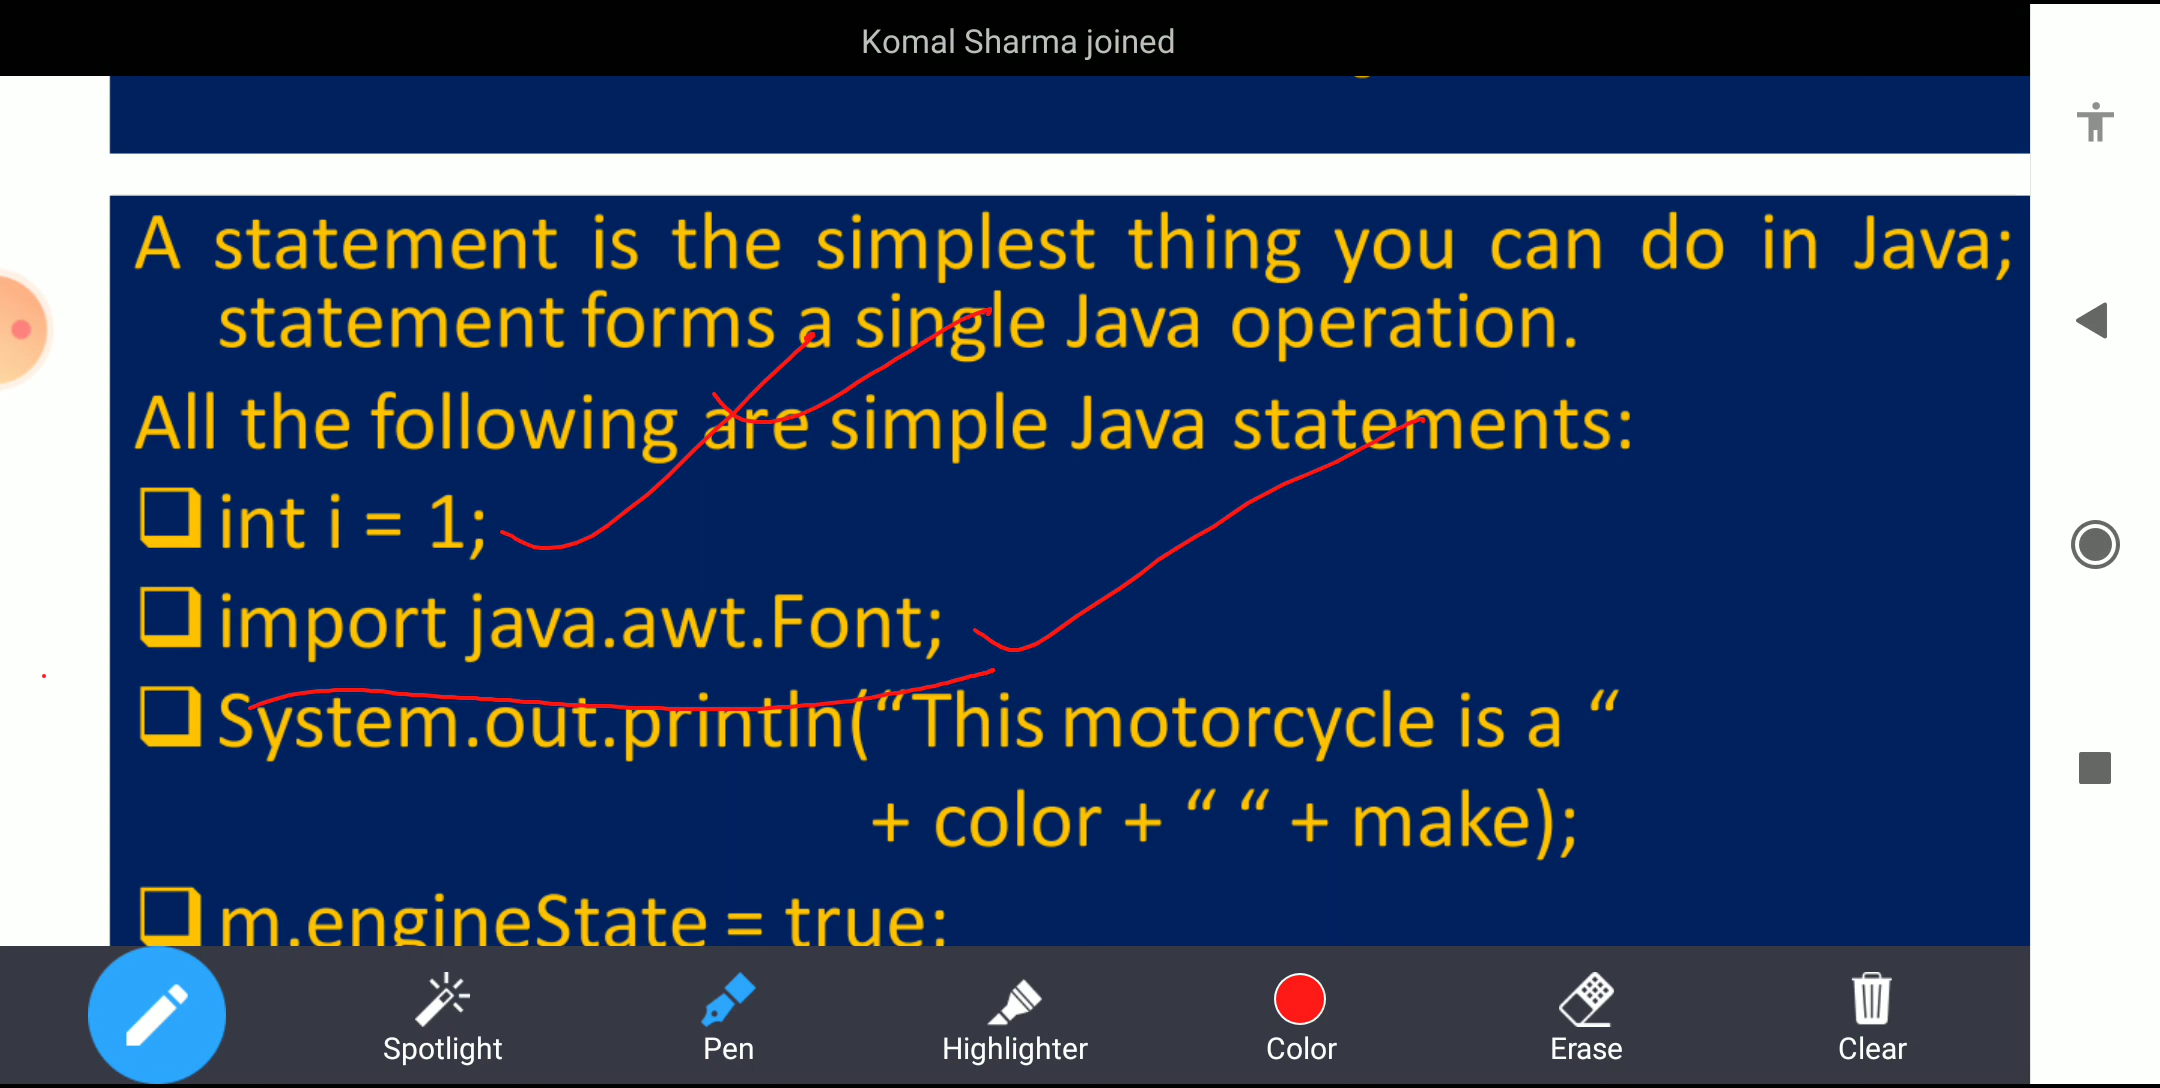 Komal Sharma joined
A statement is the simplest thing you can do in Java;
statement forms a single Java operation.
All the following are simple Java statements:
❑ int i = 1;
❑ import java.awt.Font;
❑ System.out.println(“This motorcycle is a “
+ color + “ “ + make);
❑ m.engineState = true;
Spotlight Pen Highlighter Color Erase Clear